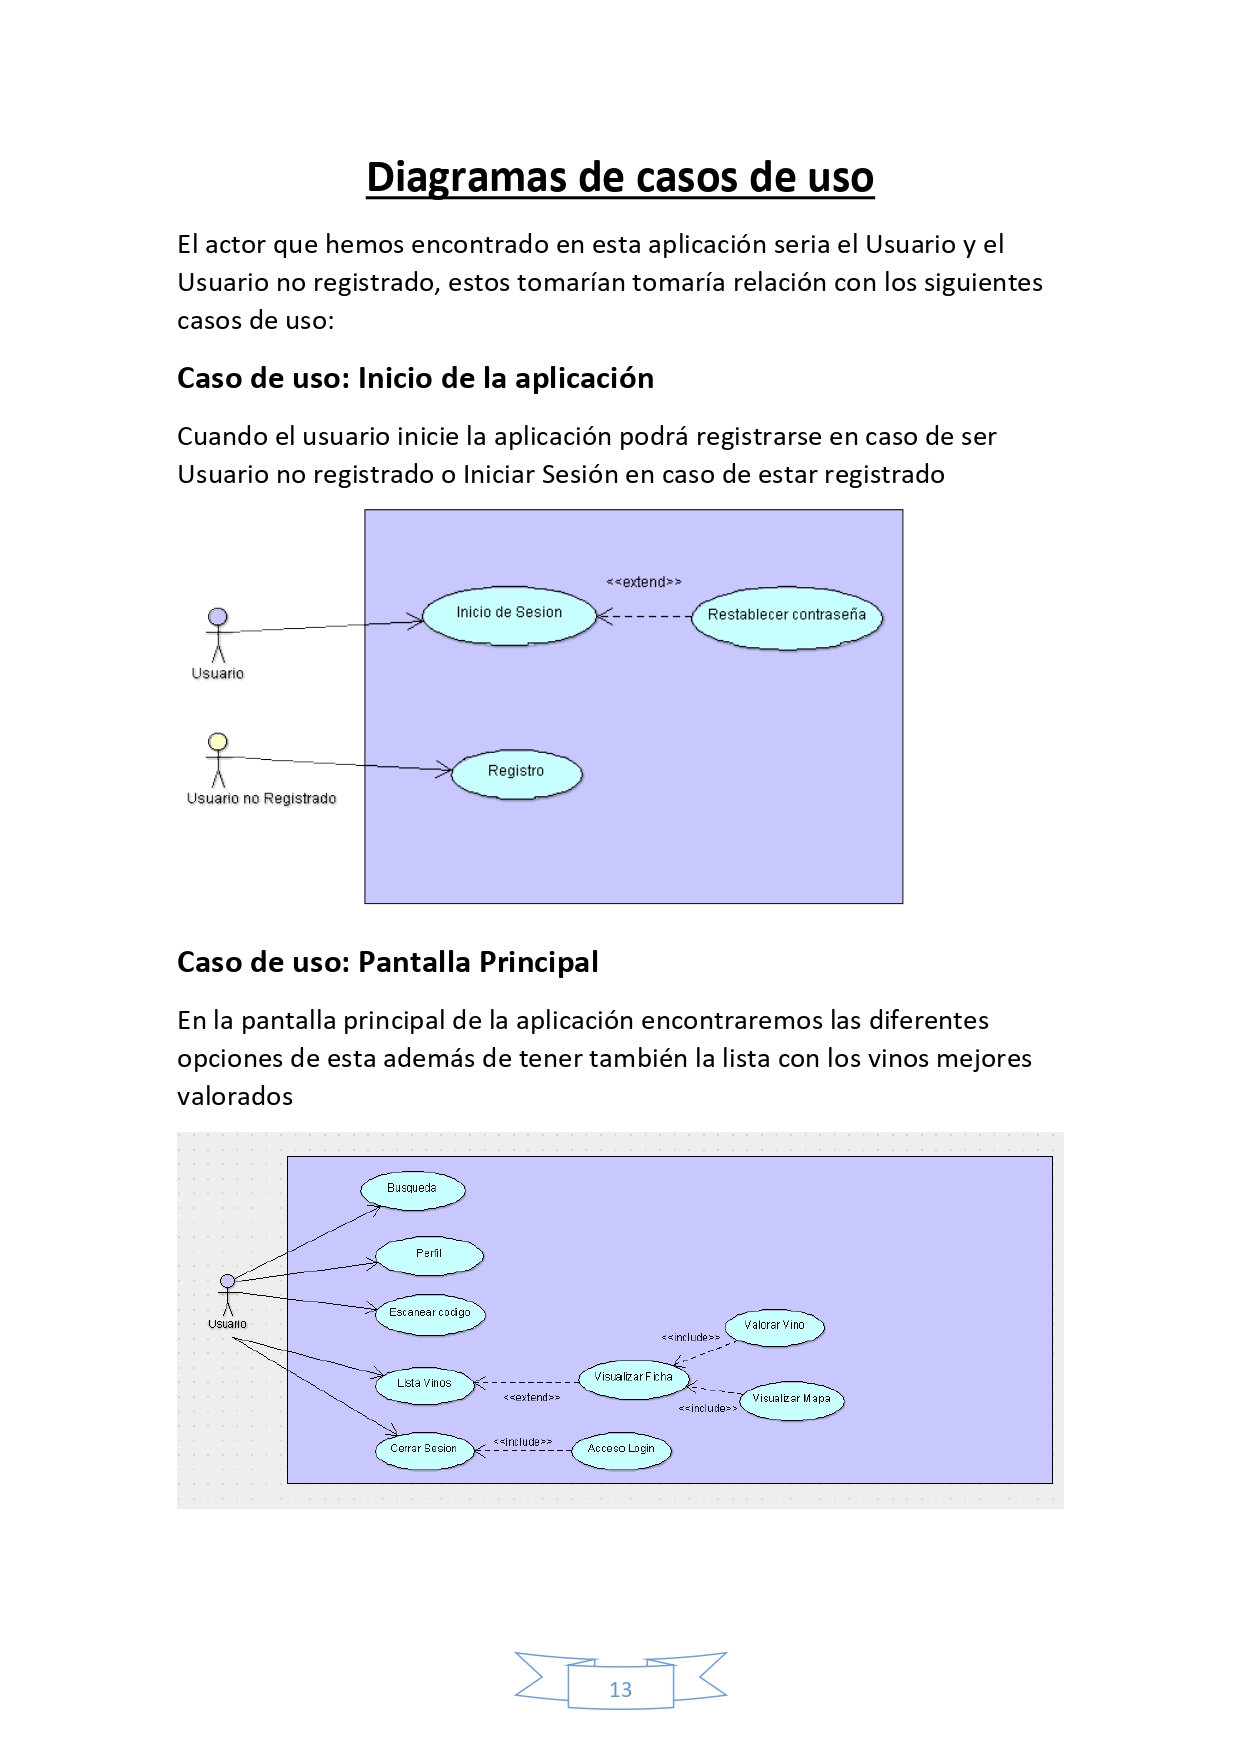 Diagramas de casos de uso
El actor que hemos encontrado en esta aplicación seria el Usuario y el
Usuario no registrado, estos tomarían tomaría relación con los siguientes
casos de uso:
Caso de uso: Inicio de la aplicación
Cuando el usuario inicie la aplicación podrá registrarse en caso de ser
Usuario no registrado o Iniciar Sesión en caso de estar registrado
<<extend>>
Inicio de Sesion
Restablecer contraseña
Usuario
Registro
Usuario no Registrado
Caso de uso: Pantalla Principal
En la pantalla principal de la aplicación encontraremos las diferentes
opciones de esta además de tener también la lista con los vinos mejores
valorados
Busqueda
Perfil
Escanear codigo
Usuario
Valorar Vino
<<include>>
Lista Vinos
Visualizar Ficha
<<extend>>
Visualizar Mapa
<<include>>
Cerrar Sesion
<<include>>
Acceso Login
13